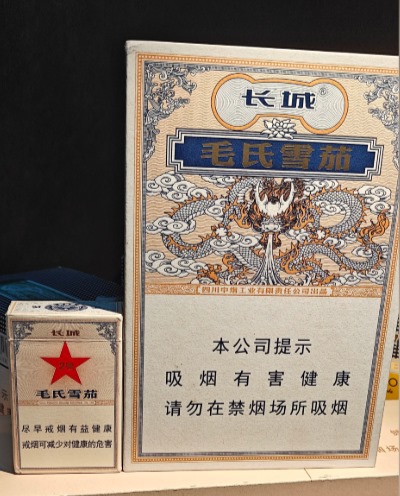 长城®
毛氏雪茄
四川中烟工业有限责任公司出品
本公司提示
吸烟有害健康
请勿在禁烟场所吸烟
长城
毛氏雪茄
尽早戒烟有益健康
戒烟可减少对健康的危害